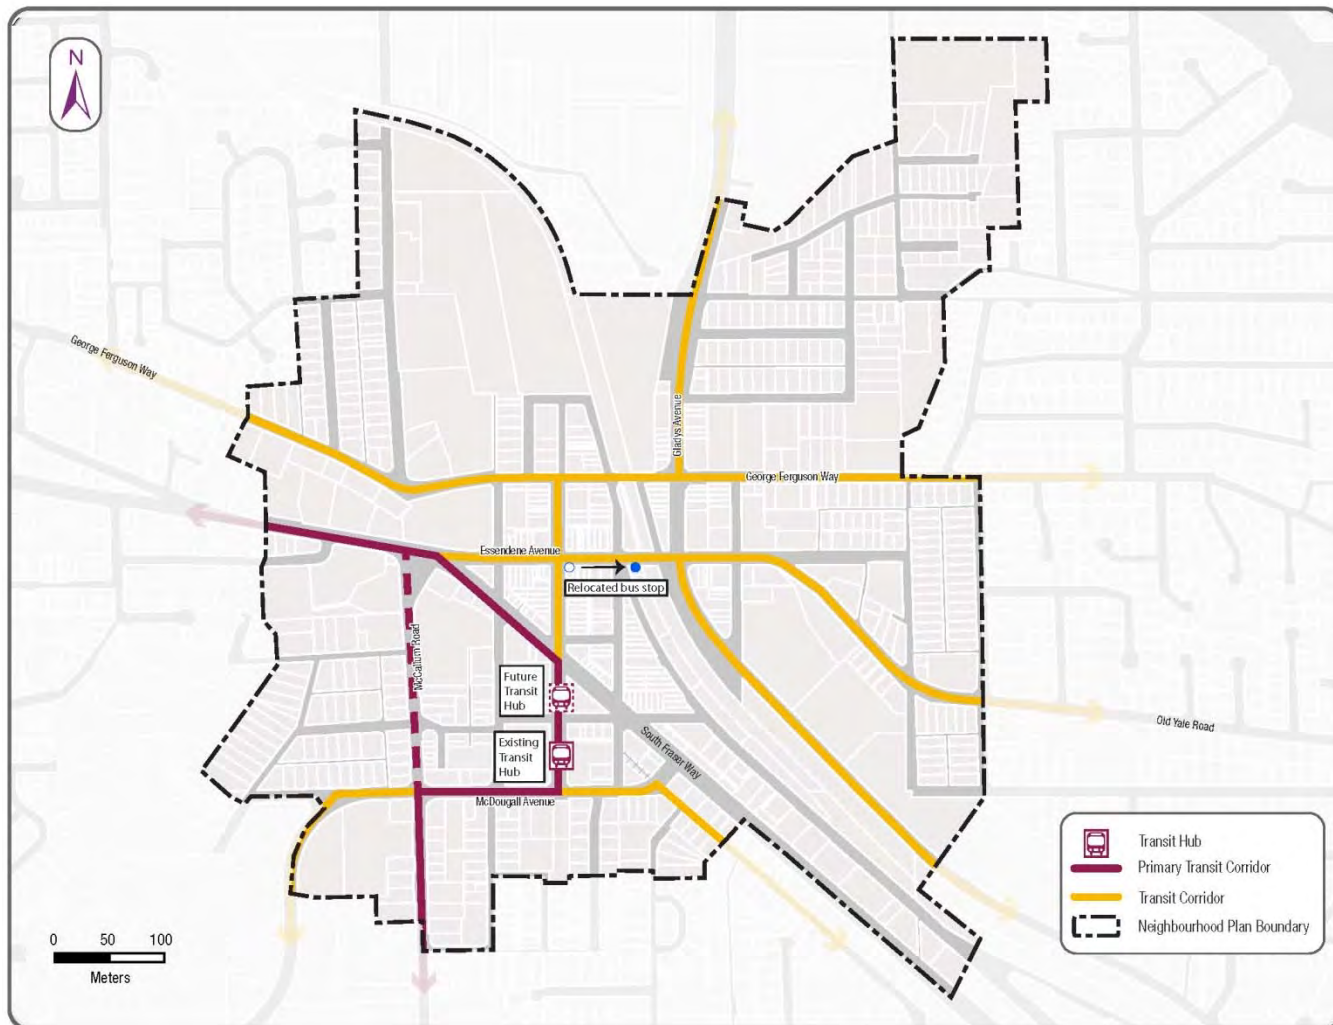 N
George Ferguson Way
Gladys Avenue
George Ferguson Way
Essendene Avenue
Relocated bus stop
McCallum Road
Future
Transit
Hub
Existing
Transit
Hub
South Fraser Way
Old Yale Road
McDougall Avenue
Transit Hub
Primary Transit Corridor
Transit Corridor
Neighbourhood Plan Boundary
0 50 100
Meters